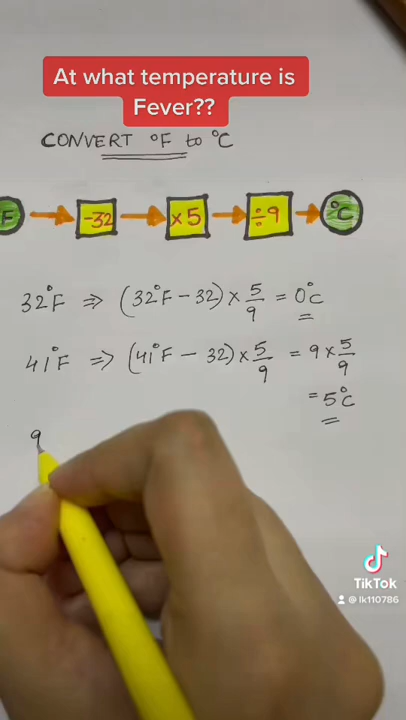 At what temperature is
Fever??
CONVERT °F to °C
F -32 ×5 ÷9 °C
32°F ⇒ (32°F - 32) × 5/9 = 0°C
41°F ⇒ (41°F - 32) × 5/9 = 9 × 5/9
= 5°C
9
TikTok
@lk110786